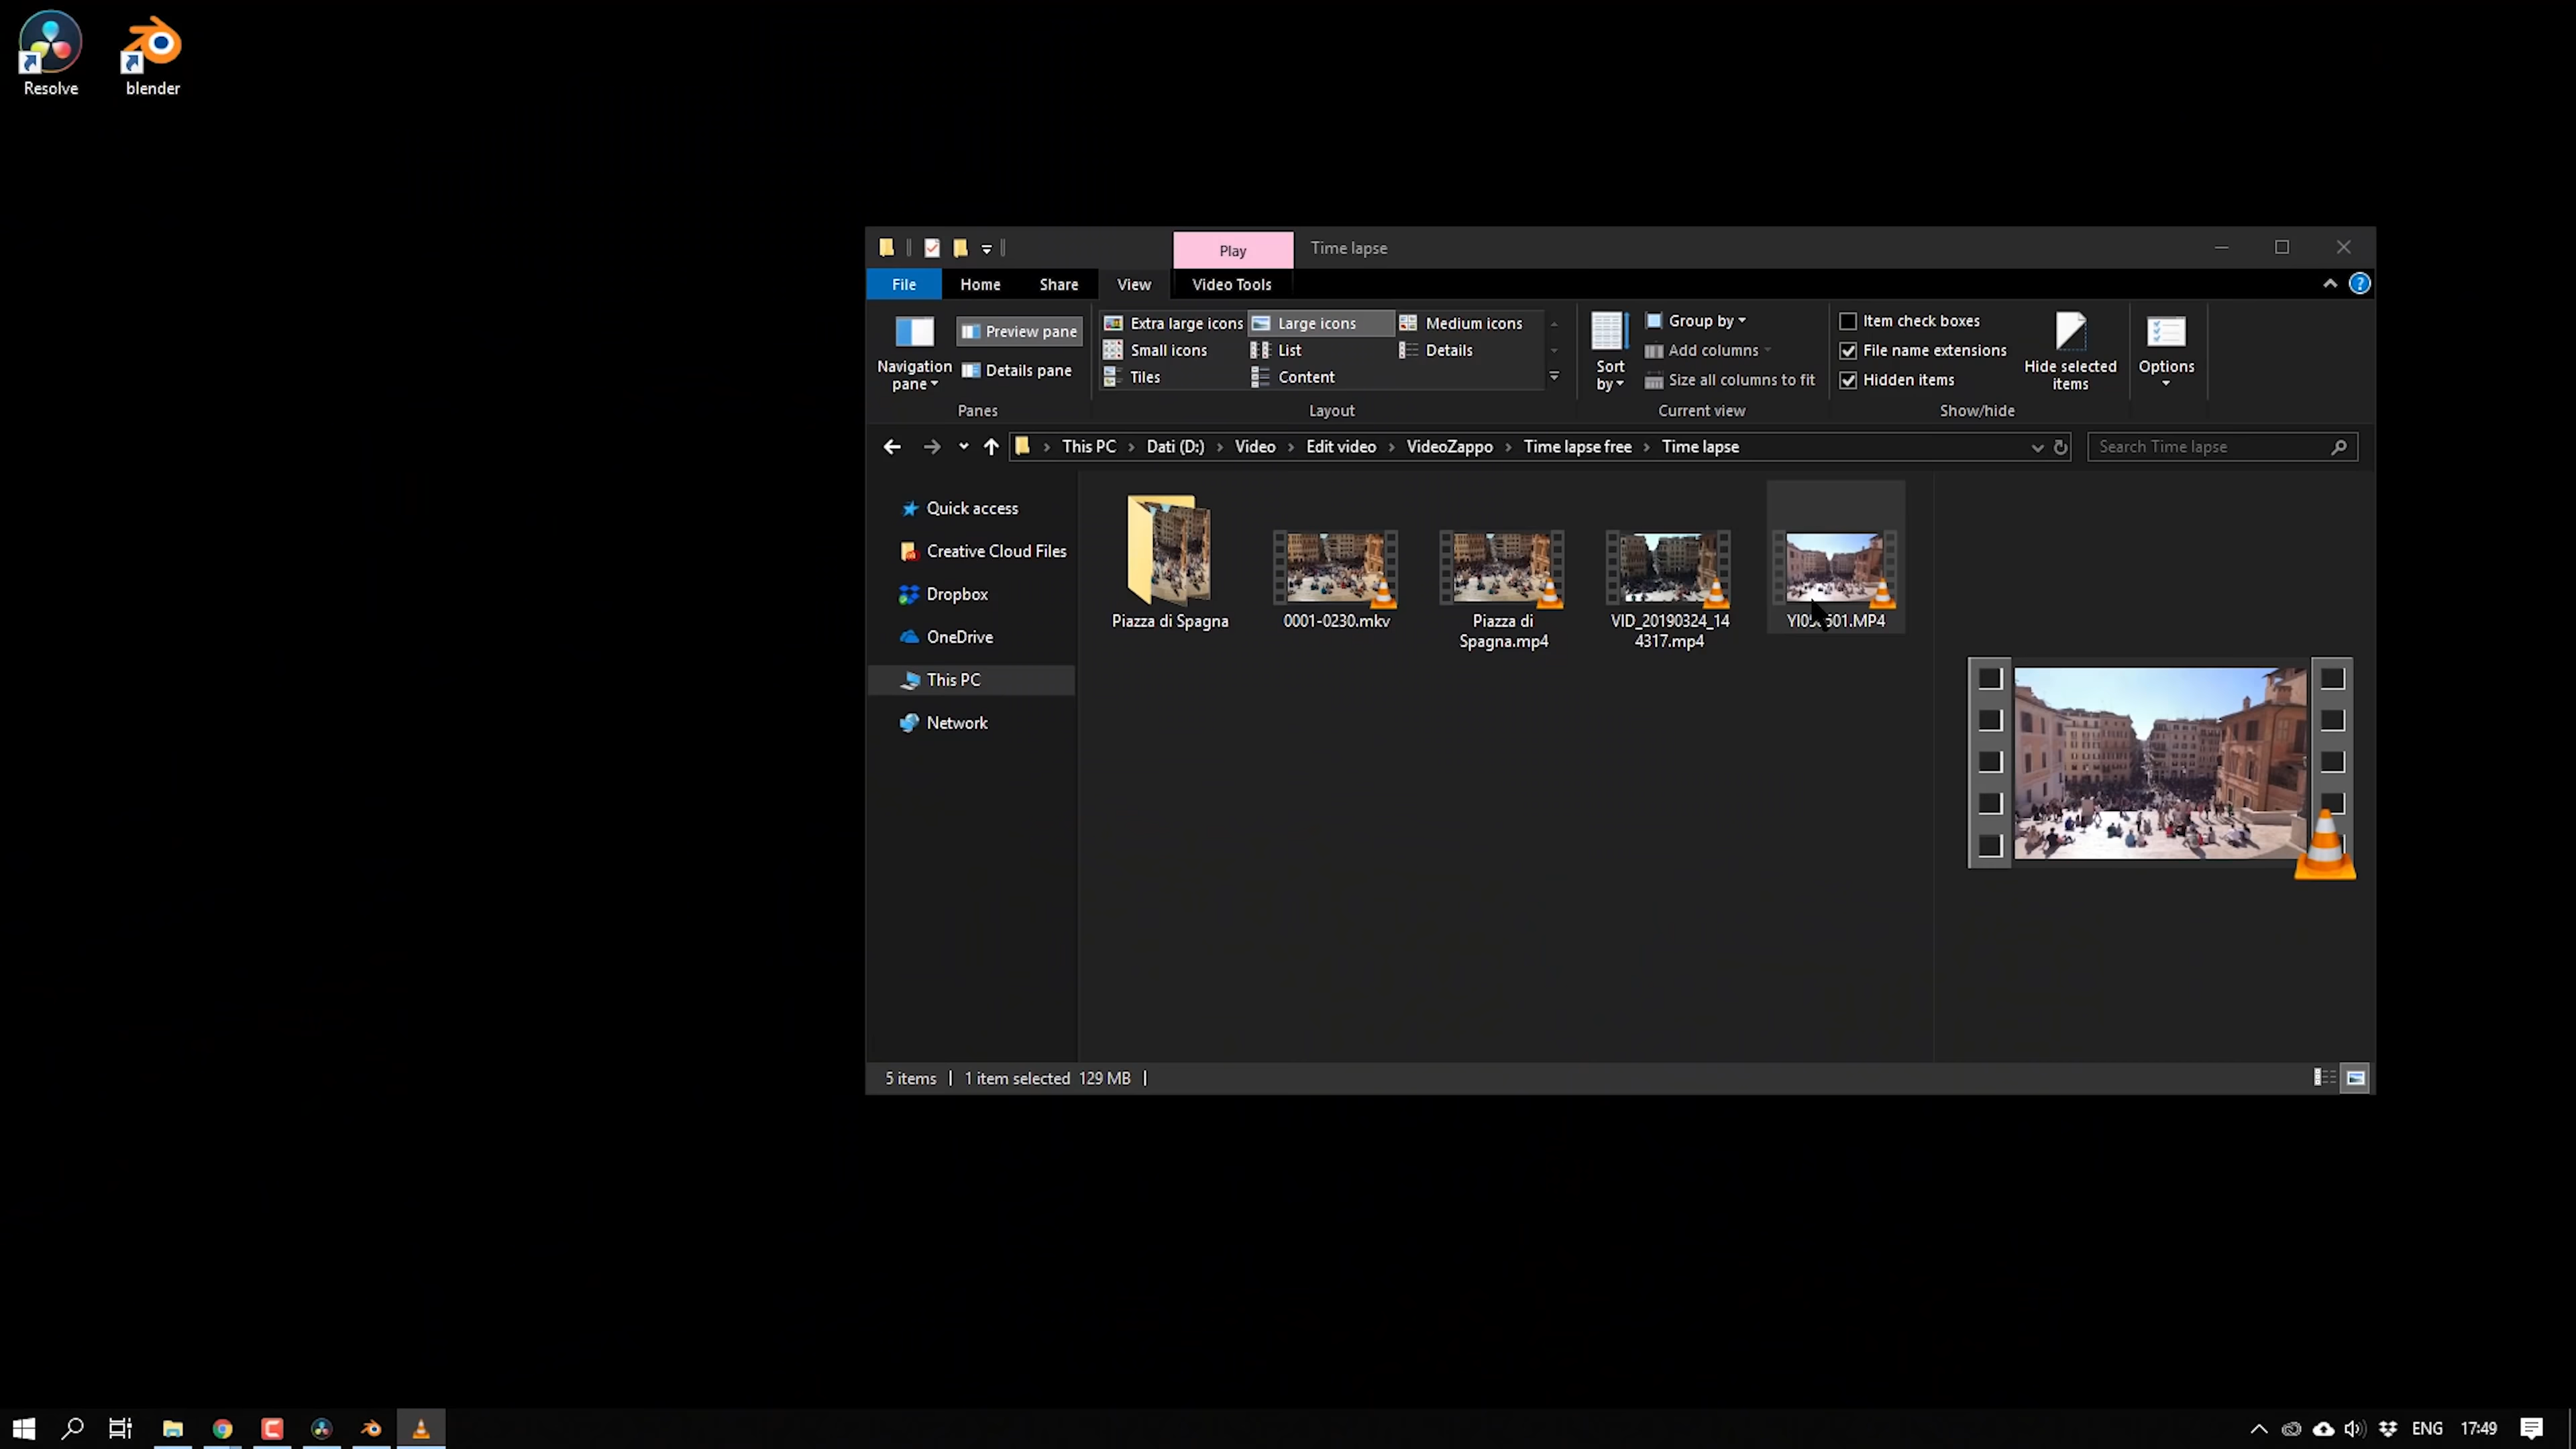 Resolve
blender
Play
Time lapse
File
Home
Share
View
Video Tools
Navigation
pane
Preview pane
Details pane
Panes
Extra large icons
Large icons
Medium icons
Small icons
List
Details
Tiles
Content
Layout
Sort
by
Group by
Add columns
Size all columns to fit
Current view
Item check boxes
File name extensions
Hidden items
Hide selected
items
Show/hide
Options
This PC > Dati (D:) > Video > Edit video > VideoZappo > Time lapse free > Time lapse
Search Time lapse
Quick access
Creative Cloud Files
Dropbox
OneDrive
This PC
Network
Piazza di Spagna
0001-0230.mkv
Piazza di
Spagna.mp4
VID_20190324_14
4317.mp4
5 items | 1 item selected 129 MB |
ENG
17:49